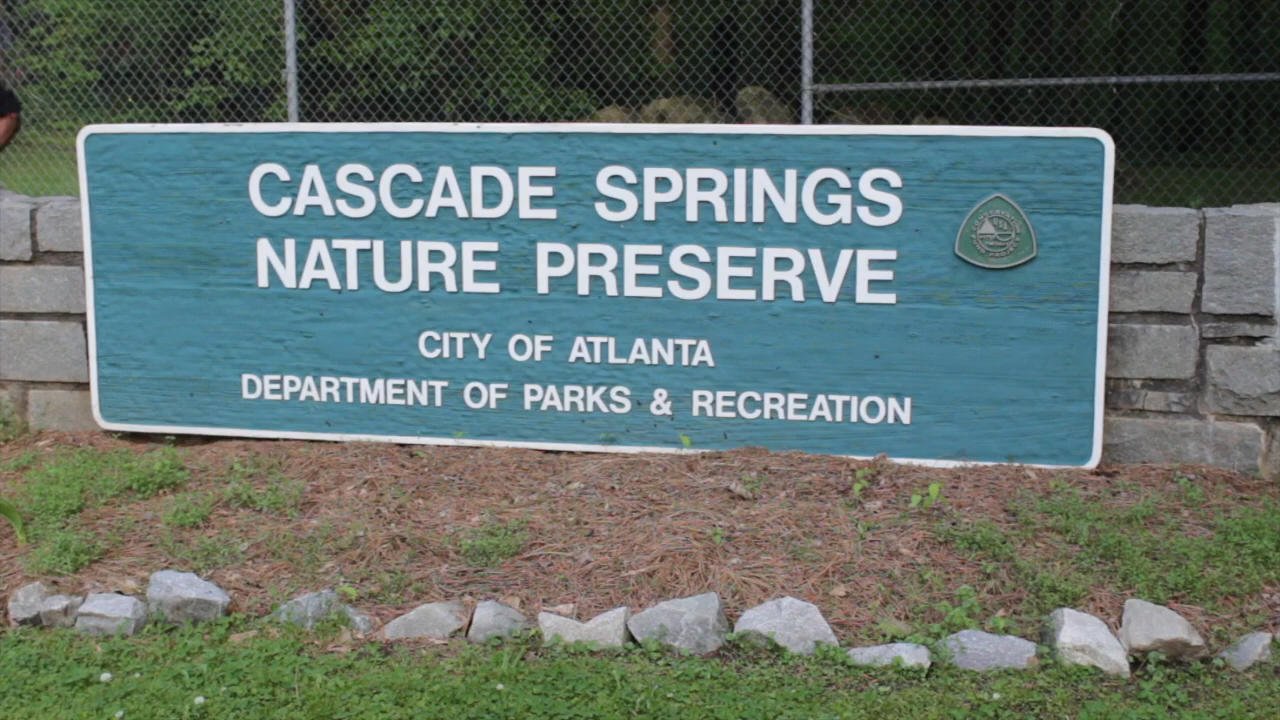 CASCADE SPRINGS
NATURE PRESERVE
CITY OF ATLANTA
DEPARTMENT OF PARKS & RECREATION